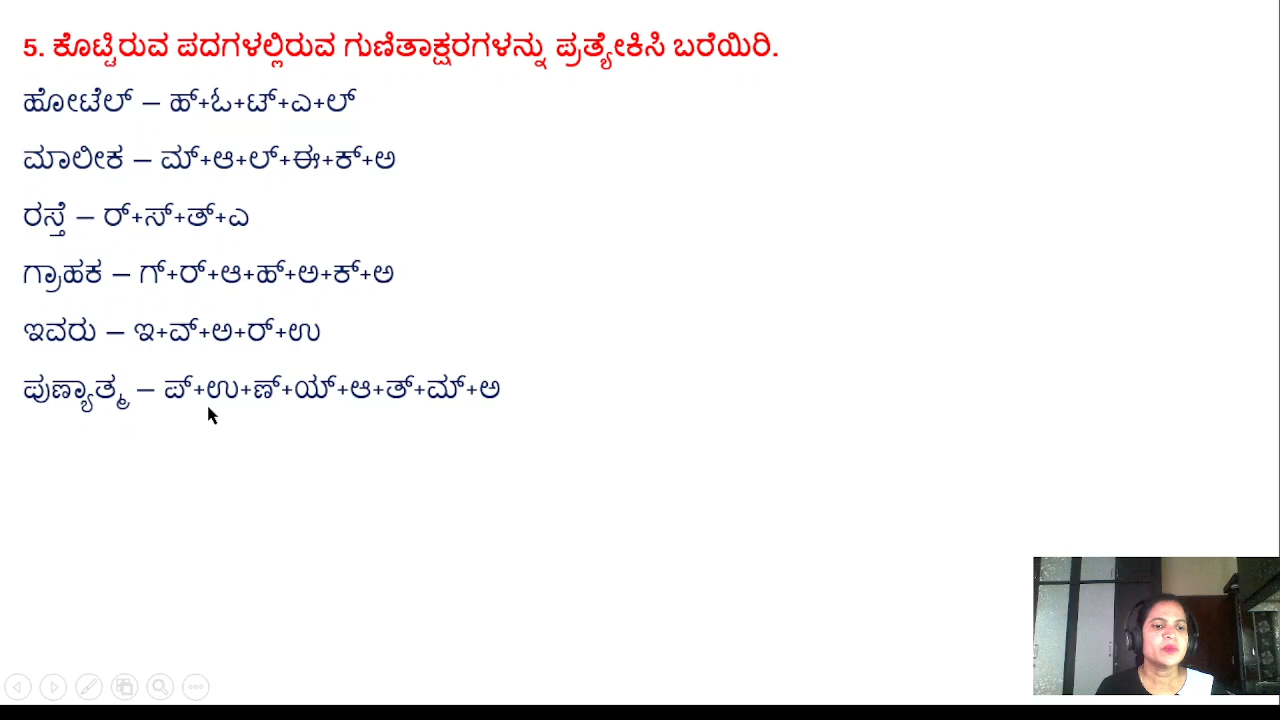 5. ಕೊಟ್ಟಿರುವ ಪದಗಳಲ್ಲಿರುವ ಗುಣಿತಾಕ್ಷರಗಳನ್ನು ಪ್ರತ್ಯೇಕಿಸಿ ಬರೆಯಿರಿ.
ಹೋಟೆಲ್ – ಹ್+ಓ+ಟ್+ಎ+ಲ್
ಮಾಲೀಕ – ಮ್+ಆ+ಲ್+ಈ+ಕ್+ಅ
ರಸ್ತೆ – ರ್+ಸ್+ತ್+ಎ
ಗ್ರಾಹಕ – ಗ್+ರ್+ಆ+ಹ್+ಅ+ಕ್+ಅ
ಇವರು – ಇ+ವ್+ಅ+ರ್+ಉ
ಪುಣ್ಯಾತ್ಮ – ಪ್+ಉ+ಣ್+ಯ್+ಆ+ತ್+ಮ್+ಅ